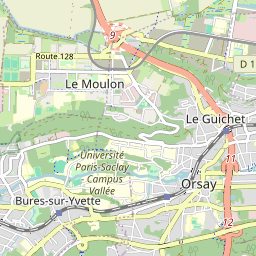 9
Route 128
D 1
Le Moulon
Le Guichet
Université
Paris-Saclay
Campus
Vallée
11
Orsay
Bures-sur-Yvette
12